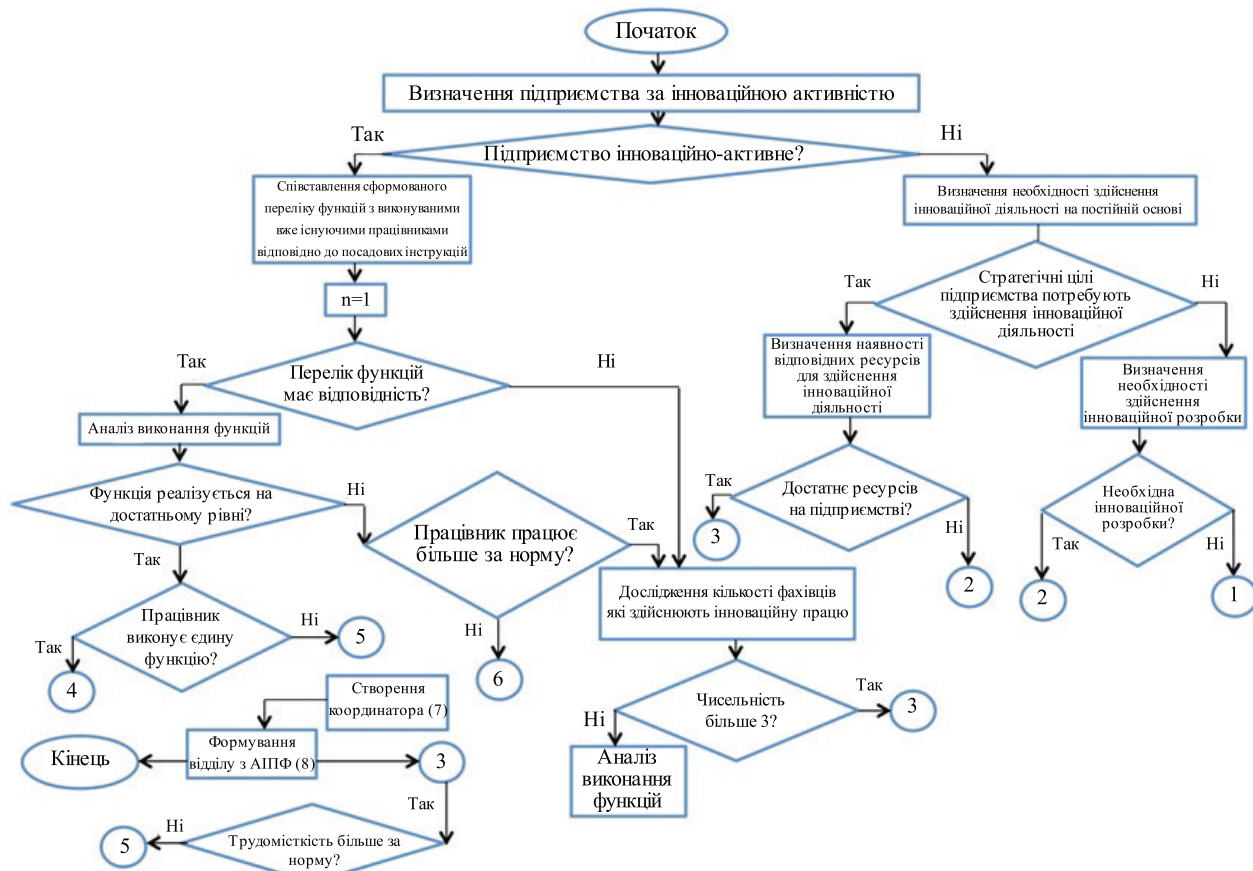 Початок
Визначення підприємства за інноваційною активністю
Так
Ні
Підприємство інноваційно-активне?
Співставлення сформованого
переліку функцій з виконуваними
вже існуючими працівниками
відповідно до посадових інструкцій
Визначення необхідності здійснення
інноваційної діяльності на постійній основі
n=1
Так
Стратегічні цілі
підприємства потребують
здійснення інноваційної
діяльності
Ні
Так
Перелік функцій
має відповідність?
Ні
Визначення наявності
відповідних ресурсів
для здійснення
інноваційної
діяльності
Визначення
необхідності
здійснення
інноваційної розробки
Аналіз виконання функцій
Функція реалізується на
достатньому рівні?
Ні
Працівник працює
більше за норму?
Так
Так
3
Достатнє ресурсів
на підприємстві?
Ні
2
Необхідна
інноваційної
розробки?
Так
2
Ні
1
Так
Працівник
виконує єдину
функцію?
Ні
5
Так
4
Ні
6
Дослідження кількості фахівців
які здійснюють інноваційну працю
Чисельність
більше 3?
Так
3
Ні
Аналіз
виконання
функцій
Створення
координатора (7)
Кінець
Формування
відділу з АІПФ (8)
3
Так
5
Ні
Трудомісткість більше за
норму?